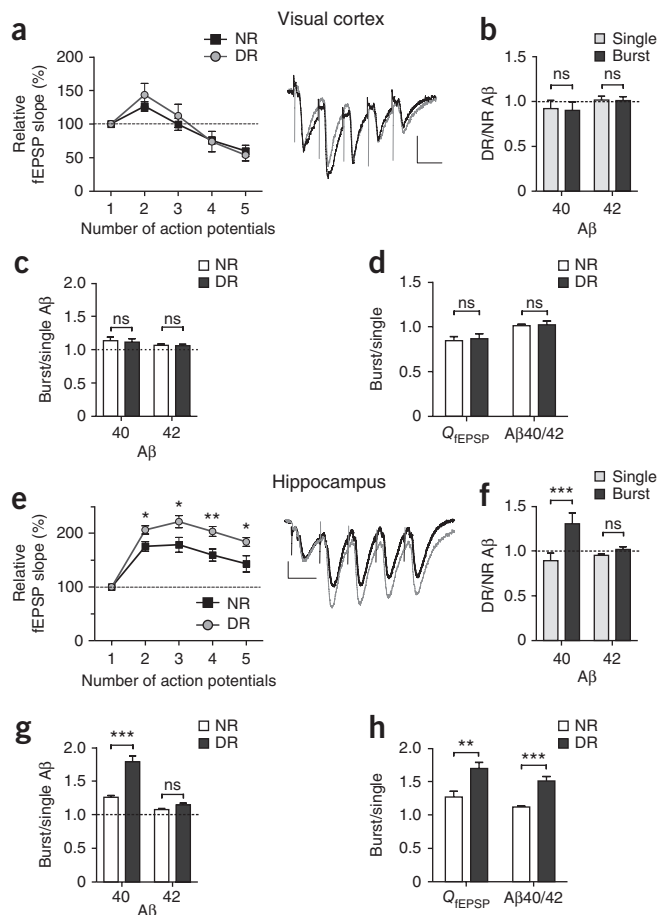 Visual cortex
a
NR
DR
Relative
fEPSP slope (%)
200
150
100
50
0
1 2 3 4 5
Number of action potentials
b
Single
Burst
DR/NR Aβ
1.5
1.0
0.5
0
ns ns
40 42
Aβ
c
NR
DR
Burst/single Aβ
2.0
1.5
1.0
0.5
0
ns ns
40 42
Aβ
d
NR
DR
Burst/single
1.5
1.0
0.5
0
ns ns
QfEPSP Aβ40/42
Hippocampus
e
Relative
fEPSP slope (%)
200
150
100
50
0
* * ** *
NR
DR
1 2 3 4 5
Number of action potentials
f
Single
Burst
DR/NR Aβ
1.5
1.0
0.5
0
*** ns
40 42
Aβ
g
NR
DR
Burst/single Aβ
2.0
1.5
1.0
0.5
0
*** ns
40 42
Aβ
h
NR
DR
Burst/single
2.0
1.5
1.0
0.5
0
** ***
QfEPSP Aβ40/42